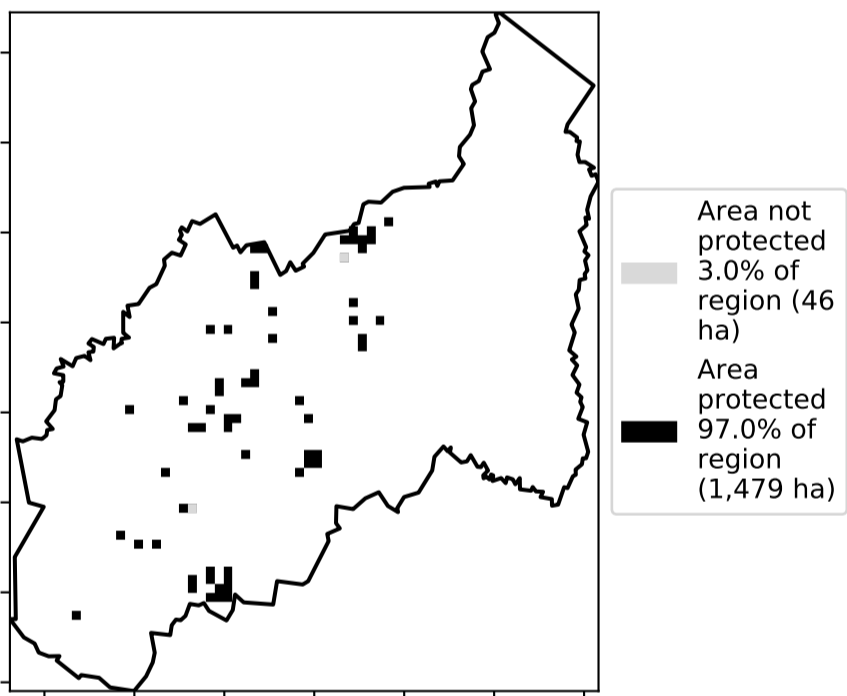 Area not
protected
3.0% of
region (46
ha)
Area
protected
97.0% of
region
(1,479 ha)